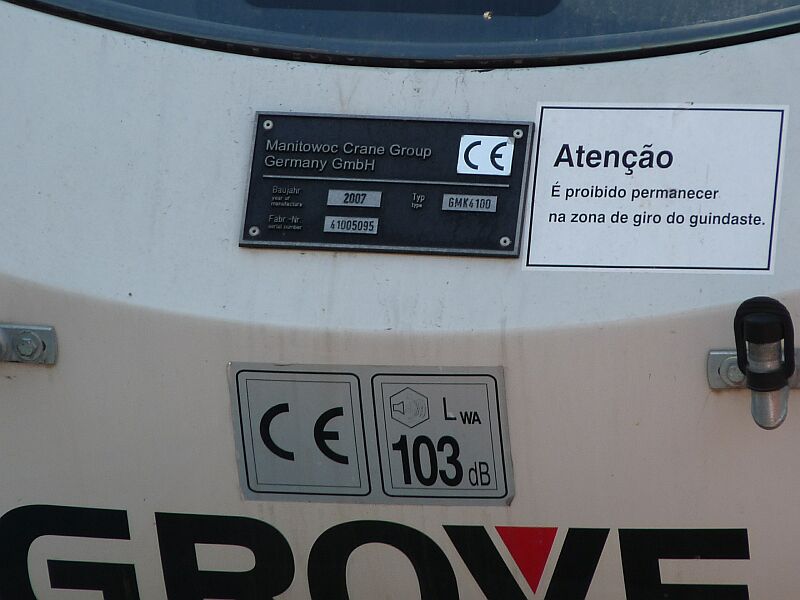 Manitowoc Crane Group
Germany GmbH
CE
Baujahr
year of
manufacture
2007
Typ
type
GMK4100
Fabr.-Nr.
serial number
41005095
Atenção
É proibido permanecer
na zona de giro do guindaste.
CE
LWA
103 dB
GROVE